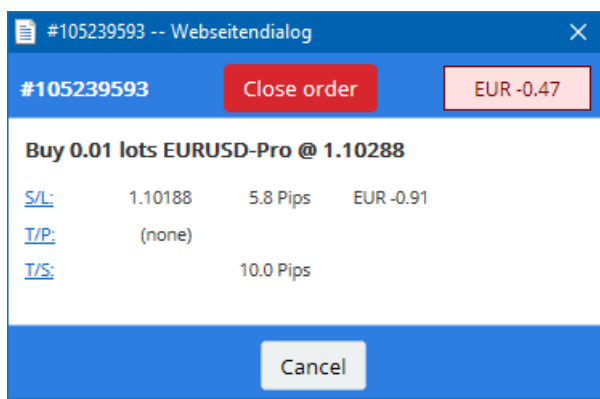 #105239593 -- Webseitendialog
#105239593 Close order EUR -0.47
Buy 0.01 lots EURUSD-Pro @ 1.10288
S/L: 1.10188 5.8 Pips EUR -0.91
T/P: (none)
T/S: 10.0 Pips
Cancel